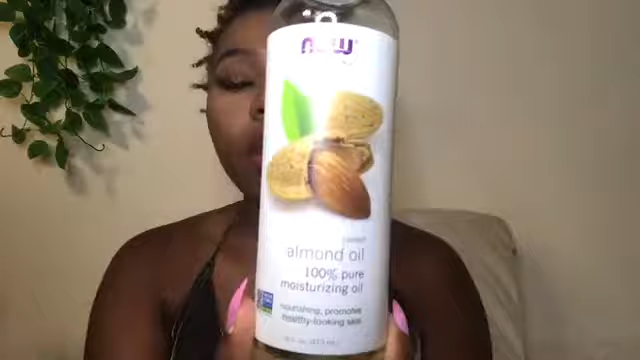 NOW
almond oil
100% pure
moisturizing oil
nourishing, promotes
healthy-looking skin